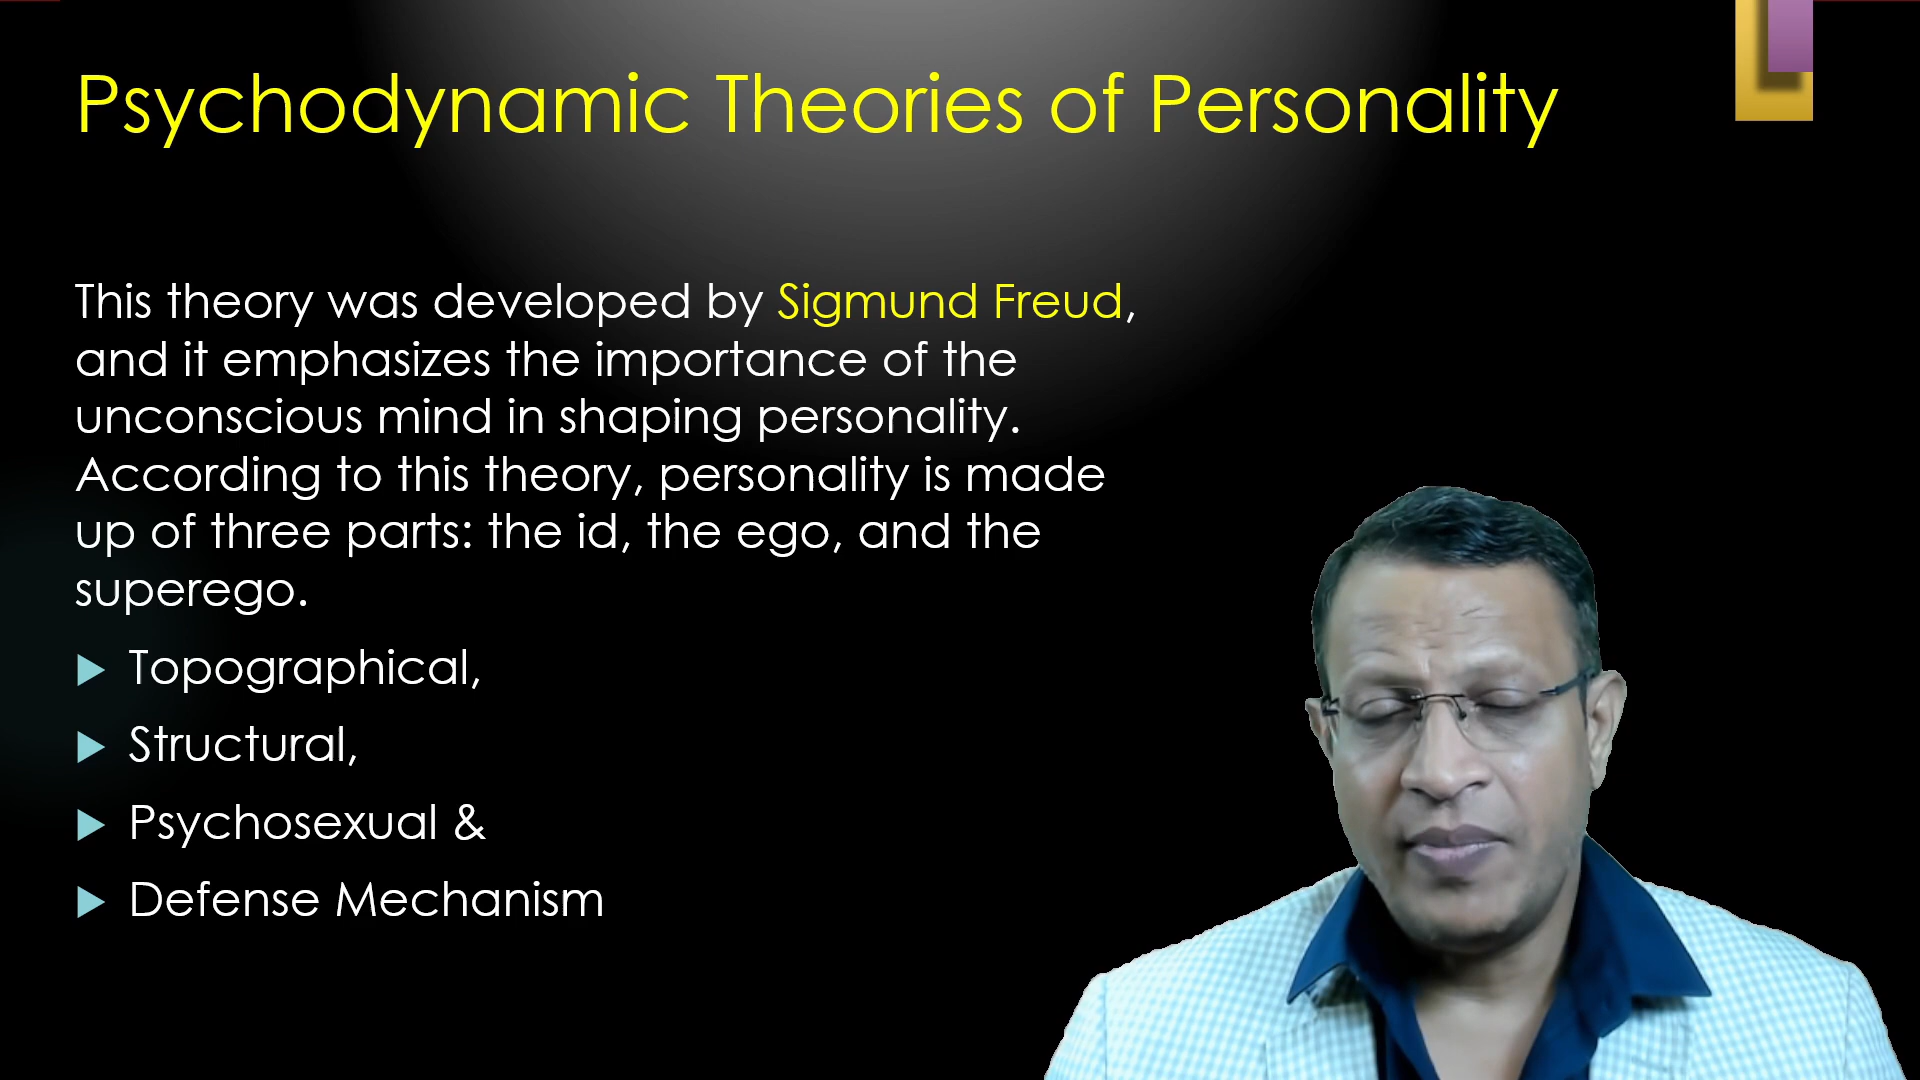 Psychodynamic Theories of Personality
This theory was developed by Sigmund Freud,
and it emphasizes the importance of the
unconscious mind in shaping personality.
According to this theory, personality is made
up of three parts: the id, the ego, and the
superego.
Topographical,
Structural,
Psychosexual &
Defense Mechanism